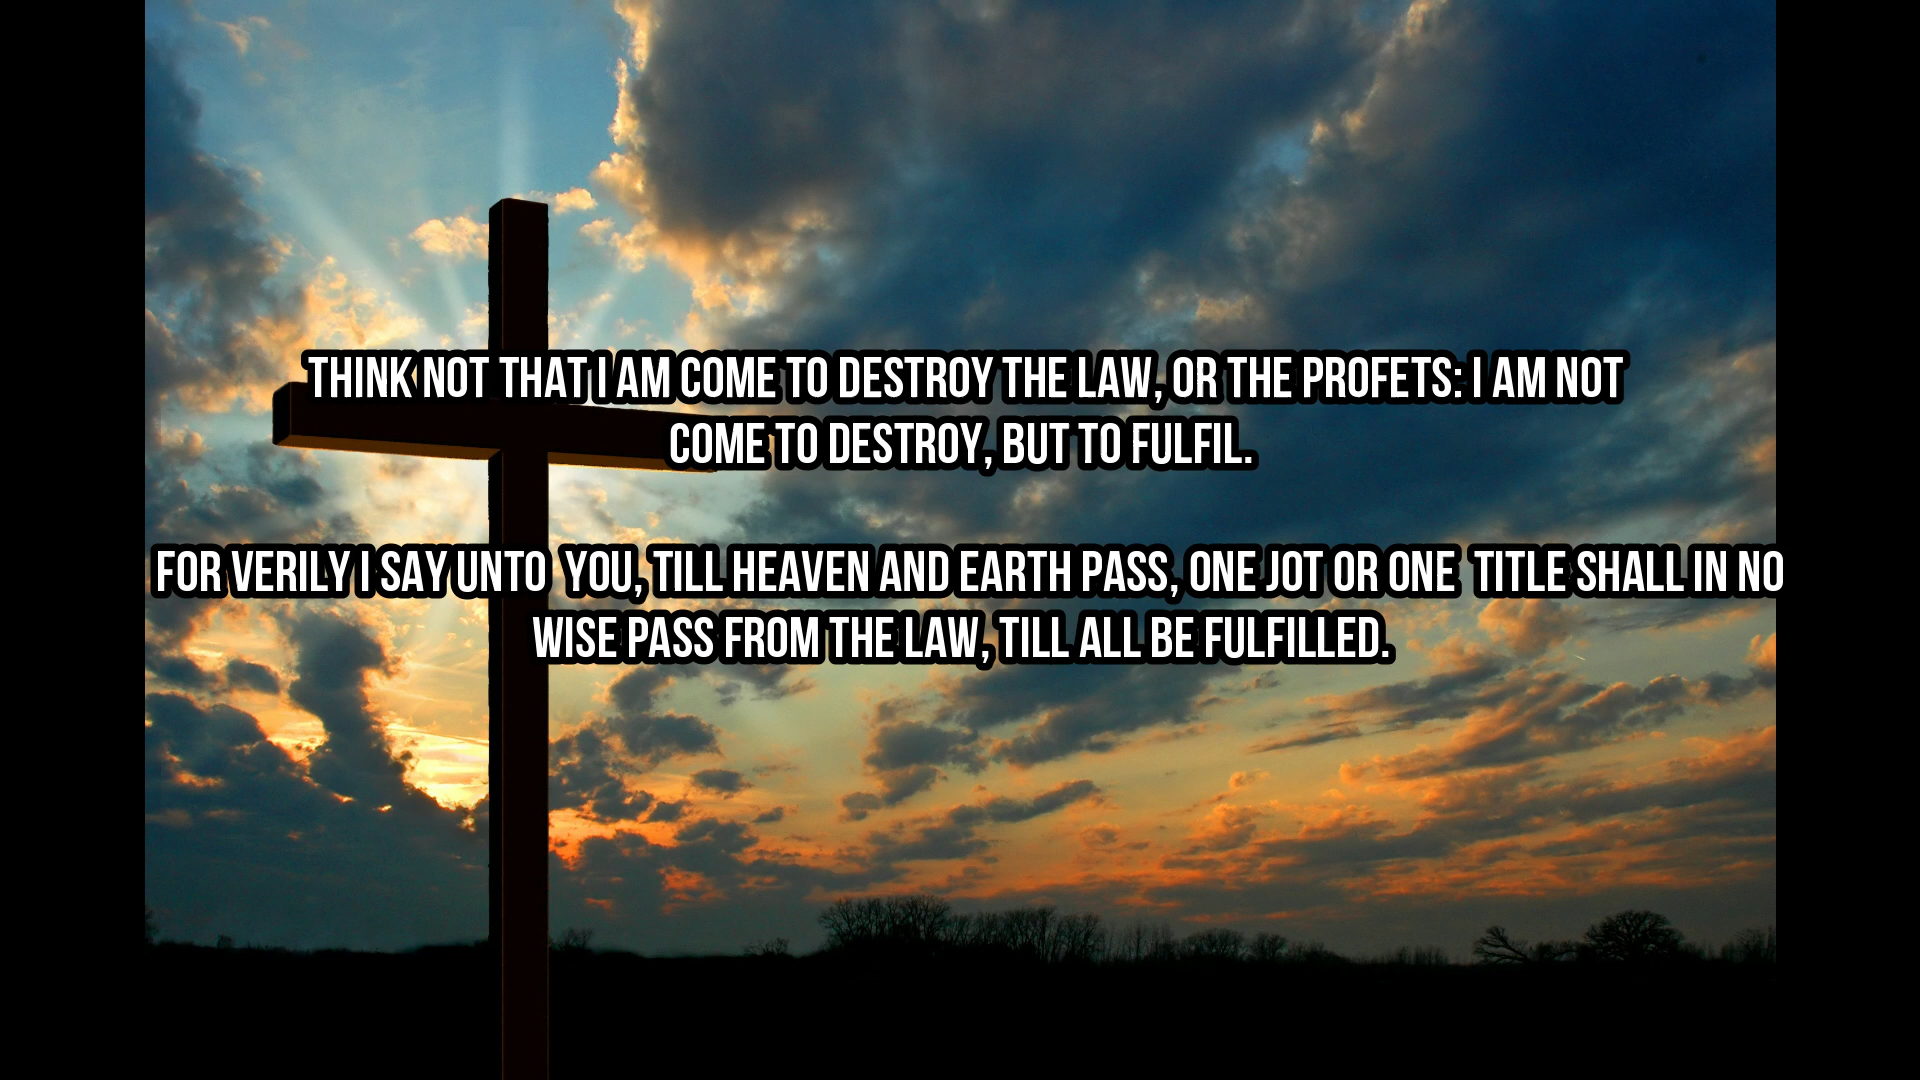 THINK NOT THAT I AM COME TO DESTROY THE LAW, OR THE PROFETS: I AM NOT
COME TO DESTROY, BUT TO FULFIL.
FOR VERILY I SAY UNTO YOU, TILL HEAVEN AND EARTH PASS, ONE JOT OR ONE TITLE SHALL IN NO
WISE PASS FROM THE LAW, TILL ALL BE FULFILLED.